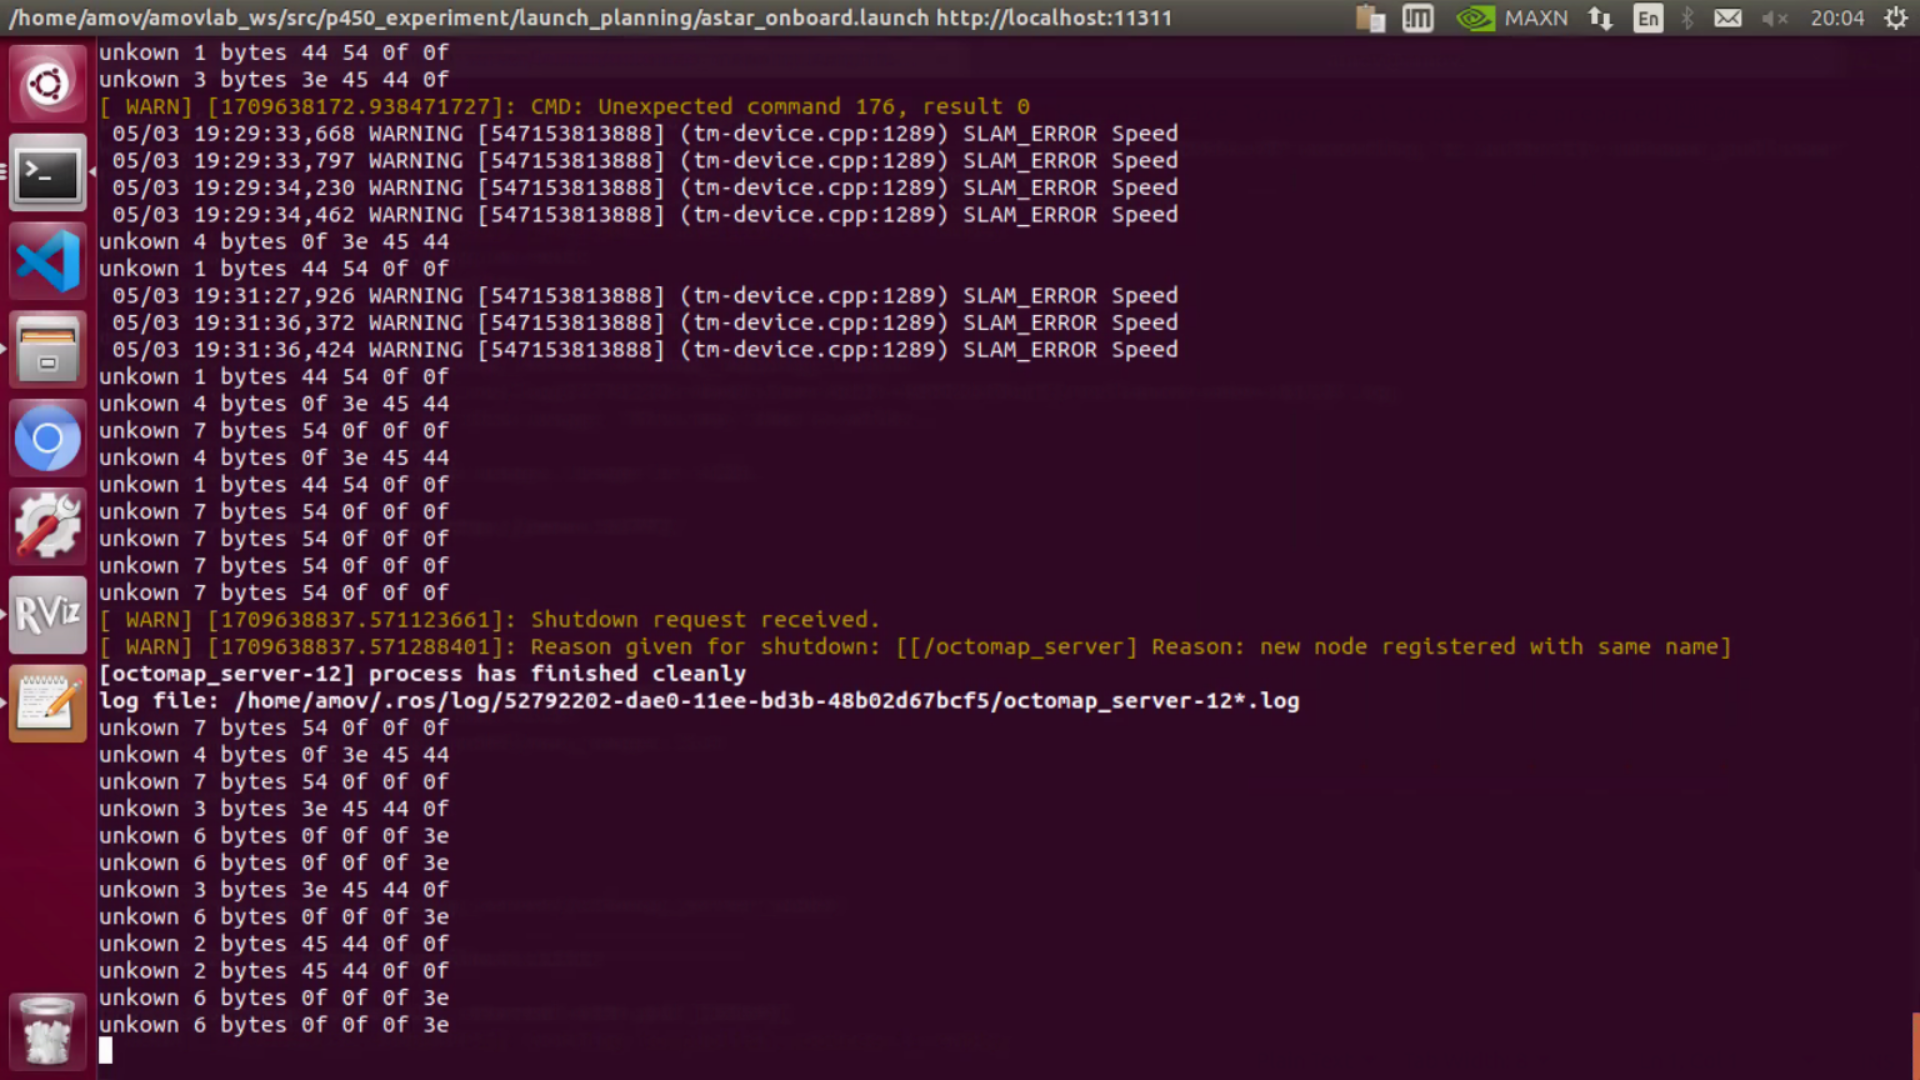 /home/amov/amovlab_ws/src/p450_experiment/launch_planning/astar_onboard.launch http://localhost:11311
MAXN
En
20:04
unkown 1 bytes 44 54 0f 0f
unkown 3 bytes 3e 45 44 0f
[ WARN] [1709638172.938471727]: CMD: Unexpected command 176, result 0
05/03 19:29:33,668 WARNING [547153813888] (tm-device.cpp:1289) SLAM_ERROR Speed
05/03 19:29:33,797 WARNING [547153813888] (tm-device.cpp:1289) SLAM_ERROR Speed
05/03 19:29:34,230 WARNING [547153813888] (tm-device.cpp:1289) SLAM_ERROR Speed
05/03 19:29:34,462 WARNING [547153813888] (tm-device.cpp:1289) SLAM_ERROR Speed
unkown 4 bytes 0f 3e 45 44
unkown 1 bytes 44 54 0f 0f
05/03 19:31:27,926 WARNING [547153813888] (tm-device.cpp:1289) SLAM_ERROR Speed
05/03 19:31:36,372 WARNING [547153813888] (tm-device.cpp:1289) SLAM_ERROR Speed
05/03 19:31:36,424 WARNING [547153813888] (tm-device.cpp:1289) SLAM_ERROR Speed
unkown 1 bytes 44 54 0f 0f
unkown 4 bytes 0f 3e 45 44
unkown 7 bytes 54 0f 0f 0f
unkown 4 bytes 0f 3e 45 44
unkown 1 bytes 44 54 0f 0f
unkown 7 bytes 54 0f 0f 0f
unkown 7 bytes 54 0f 0f 0f
unkown 7 bytes 54 0f 0f 0f
unkown 7 bytes 54 0f 0f 0f
[ WARN] [1709638837.571123661]: Shutdown request received.
[ WARN] [1709638837.571288401]: Reason given for shutdown: [[/octomap_server] Reason: new node registered with same name]
[octomap_server-12] process has finished cleanly
log file: /home/amov/.ros/log/52792202-dae0-11ee-bd3b-48b02d67bcf5/octomap_server-12*.log
unkown 7 bytes 54 0f 0f 0f
unkown 4 bytes 0f 3e 45 44
unkown 7 bytes 54 0f 0f 0f
unkown 3 bytes 3e 45 44 0f
unkown 6 bytes 0f 0f 0f 3e
unkown 6 bytes 0f 0f 0f 3e
unkown 3 bytes 3e 45 44 0f
unkown 6 bytes 0f 0f 0f 3e
unkown 2 bytes 45 44 0f 0f
unkown 2 bytes 45 44 0f 0f
unkown 6 bytes 0f 0f 0f 3e
unkown 6 bytes 0f 0f 0f 3e
RViz